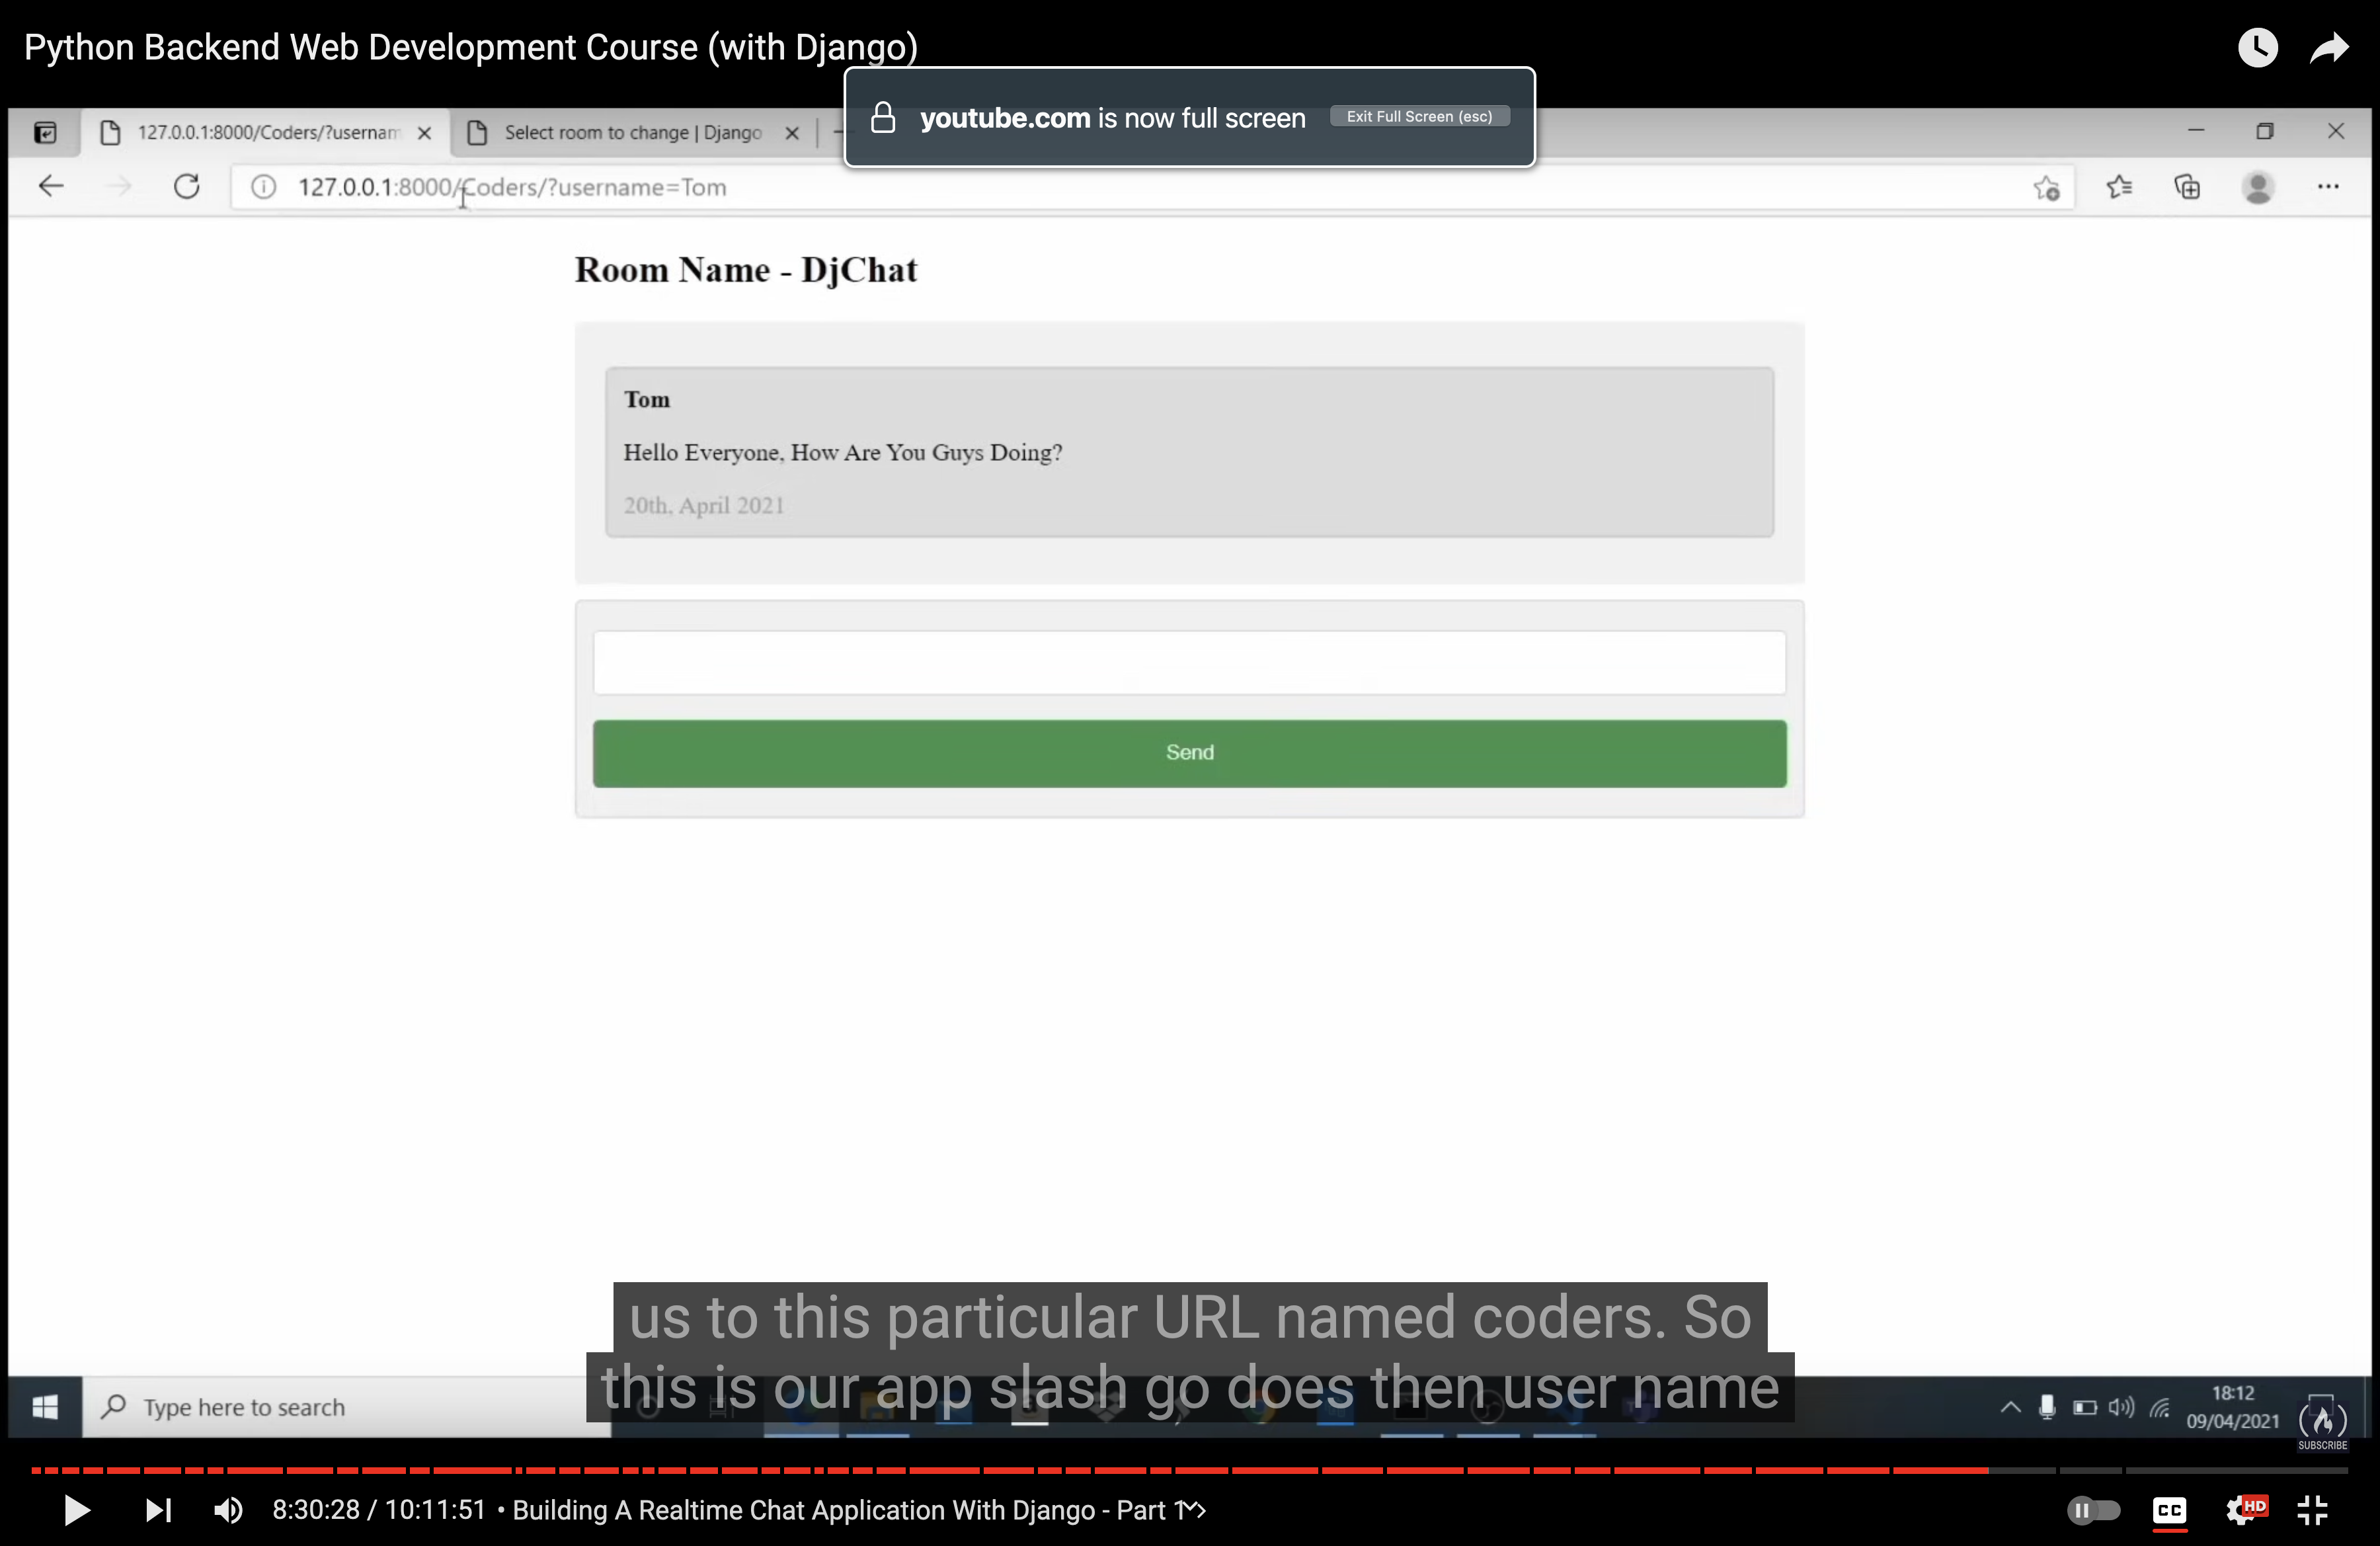 Python Backend Web Development Course (with Django)
youtube.com is now full screen
Exit Full Screen (esc)
127.0.0.1:8000/Coders/?usernam
Select room to change | Django
127.0.0.1:8000/Coders/?username=Tom
Room Name - DjChat
Tom
Hello Everyone, How Are You Guys Doing?
20th, April 2021
Send
us to this particular URL named coders. So
this is our app slash go does then user name
Type here to search
18:12
09/04/2021
SUBSCRIBE
8:30:28 / 10:11:51 • Building A Realtime Chat Application With Django - Part 1
CC
HD